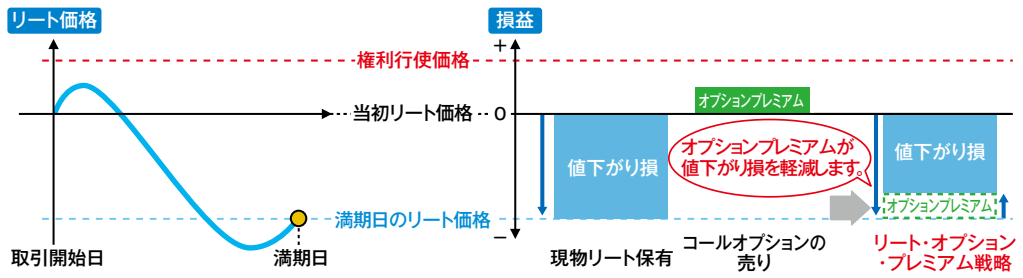 リート価格
権利行使価格
当初リート価格
満期日のリート価格
取引開始日
満期日
損益
+
0
−
値下がり損
現物リート保有
オプションプレミアム
コールオプションの
売り
オプションプレミアムが
値下がり損を軽減します。
値下がり損
オプションプレミアム
リート・オプション
・プレミアム戦略